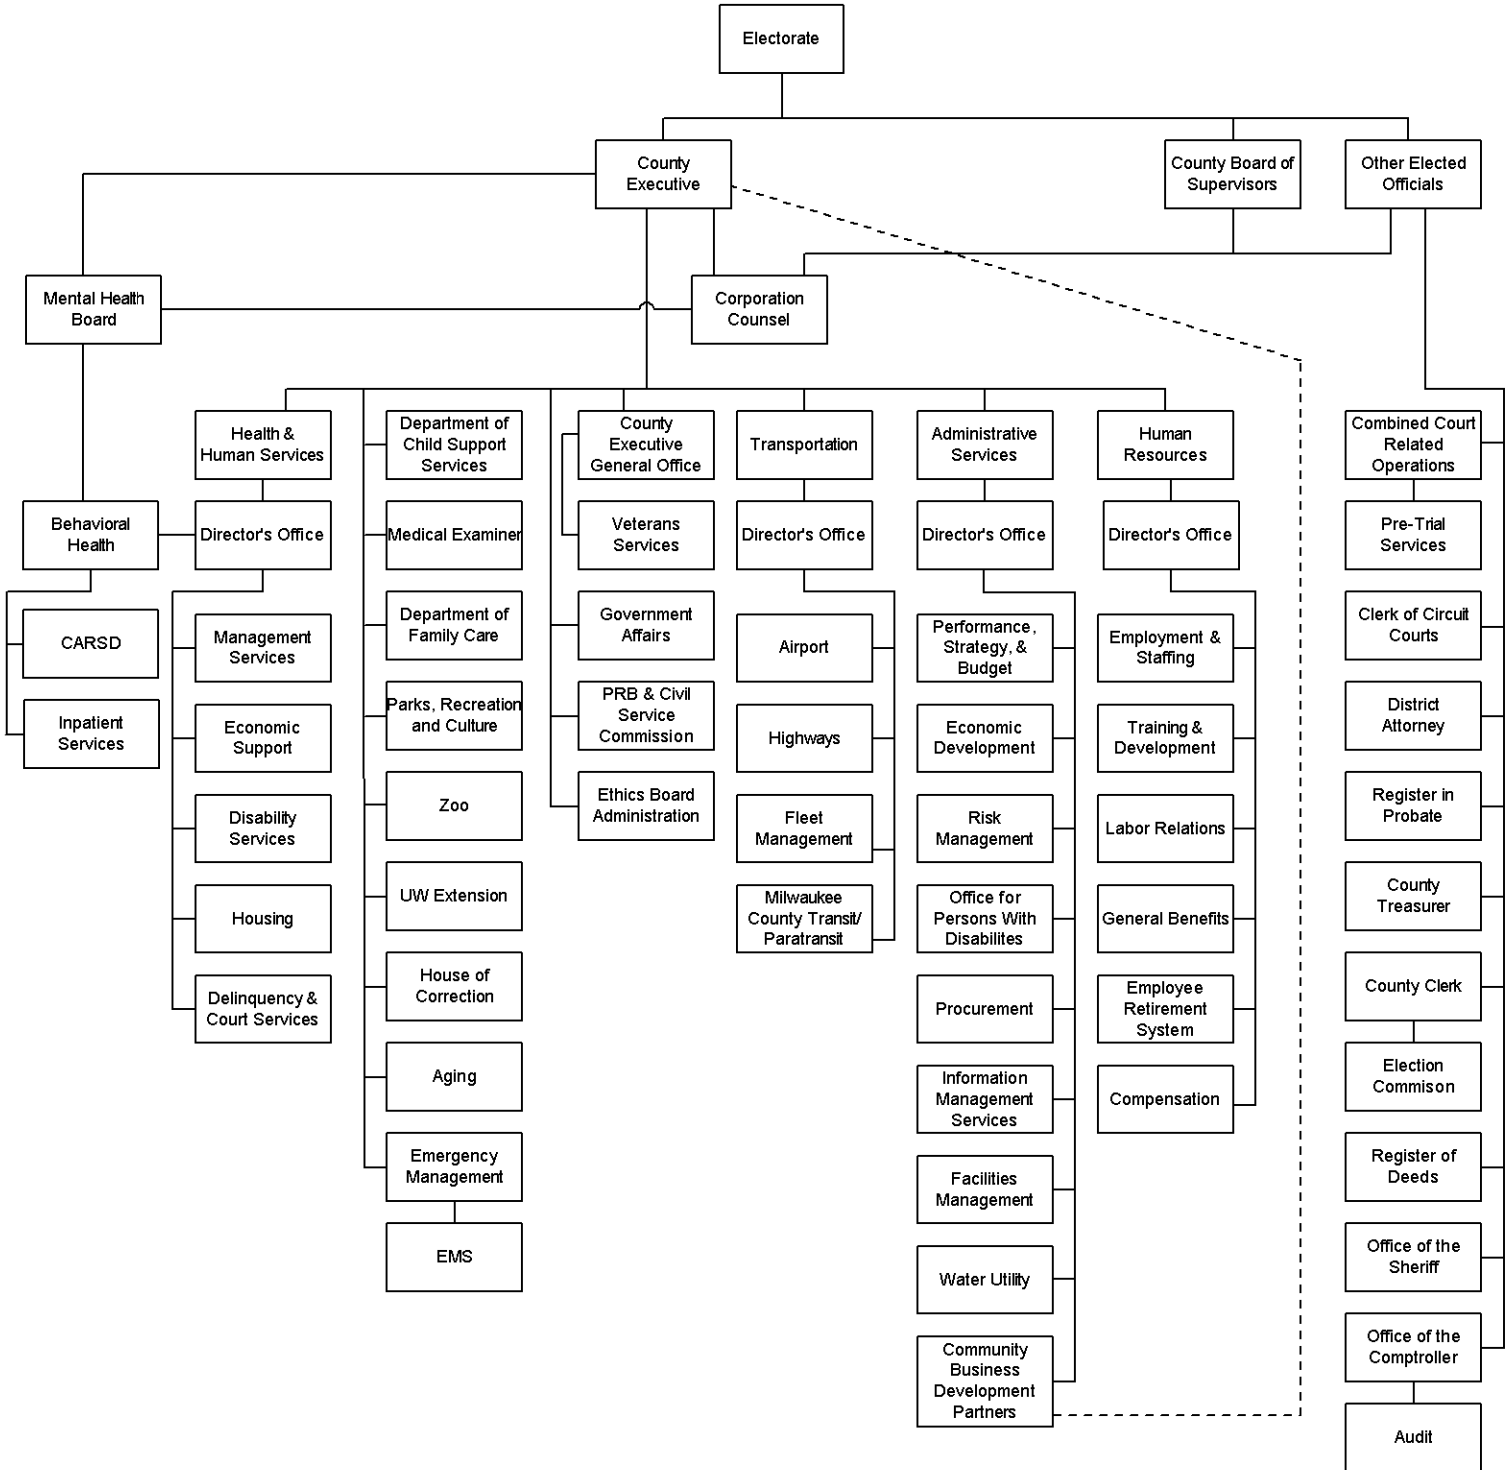 Electorate
County
Executive
County Board of
Supervisors
Other Elected
Officials
Mental Health
Board
Corporation
Counsel
Health &
Human Services
Department of
Child Support
Services
County
Executive
General Office
Transportation
Administrative
Services
Human
Resources
Combined Court
Related
Operations
Behavioral
Health
Director's Office
Medical Examiner
Veterans
Services
Director's Office
Director's Office
Director's Office
Pre-Trial
Services
CARSD
Management
Services
Department of
Family Care
Government
Affairs
Airport
Performance,
Strategy, &
Budget
Employment &
Staffing
Clerk of Circuit
Courts
Inpatient
Services
Economic
Support
Parks, Recreation
and Culture
PRB & Civil
Service
Commission
Highways
Economic
Development
Training &
Development
District
Attorney
Disability
Services
Zoo
Ethics Board
Administration
Fleet
Management
Risk
Management
Labor Relations
Register in
Probate
Housing
UW Extension
Milwaukee
County Transit/
Paratransit
Office for
Persons With
Disabilites
General Benefits
County
Treasurer
Delinquency &
Court Services
House of
Correction
Procurement
Employee
Retirement
System
County Clerk
Aging
Information
Management
Services
Compensation
Election
Commison
Emergency
Management
Facilities
Management
Register of
Deeds
EMS
Water Utility
Office of the
Sheriff
Community
Business
Development
Partners
Office of the
Comptroller
Audit